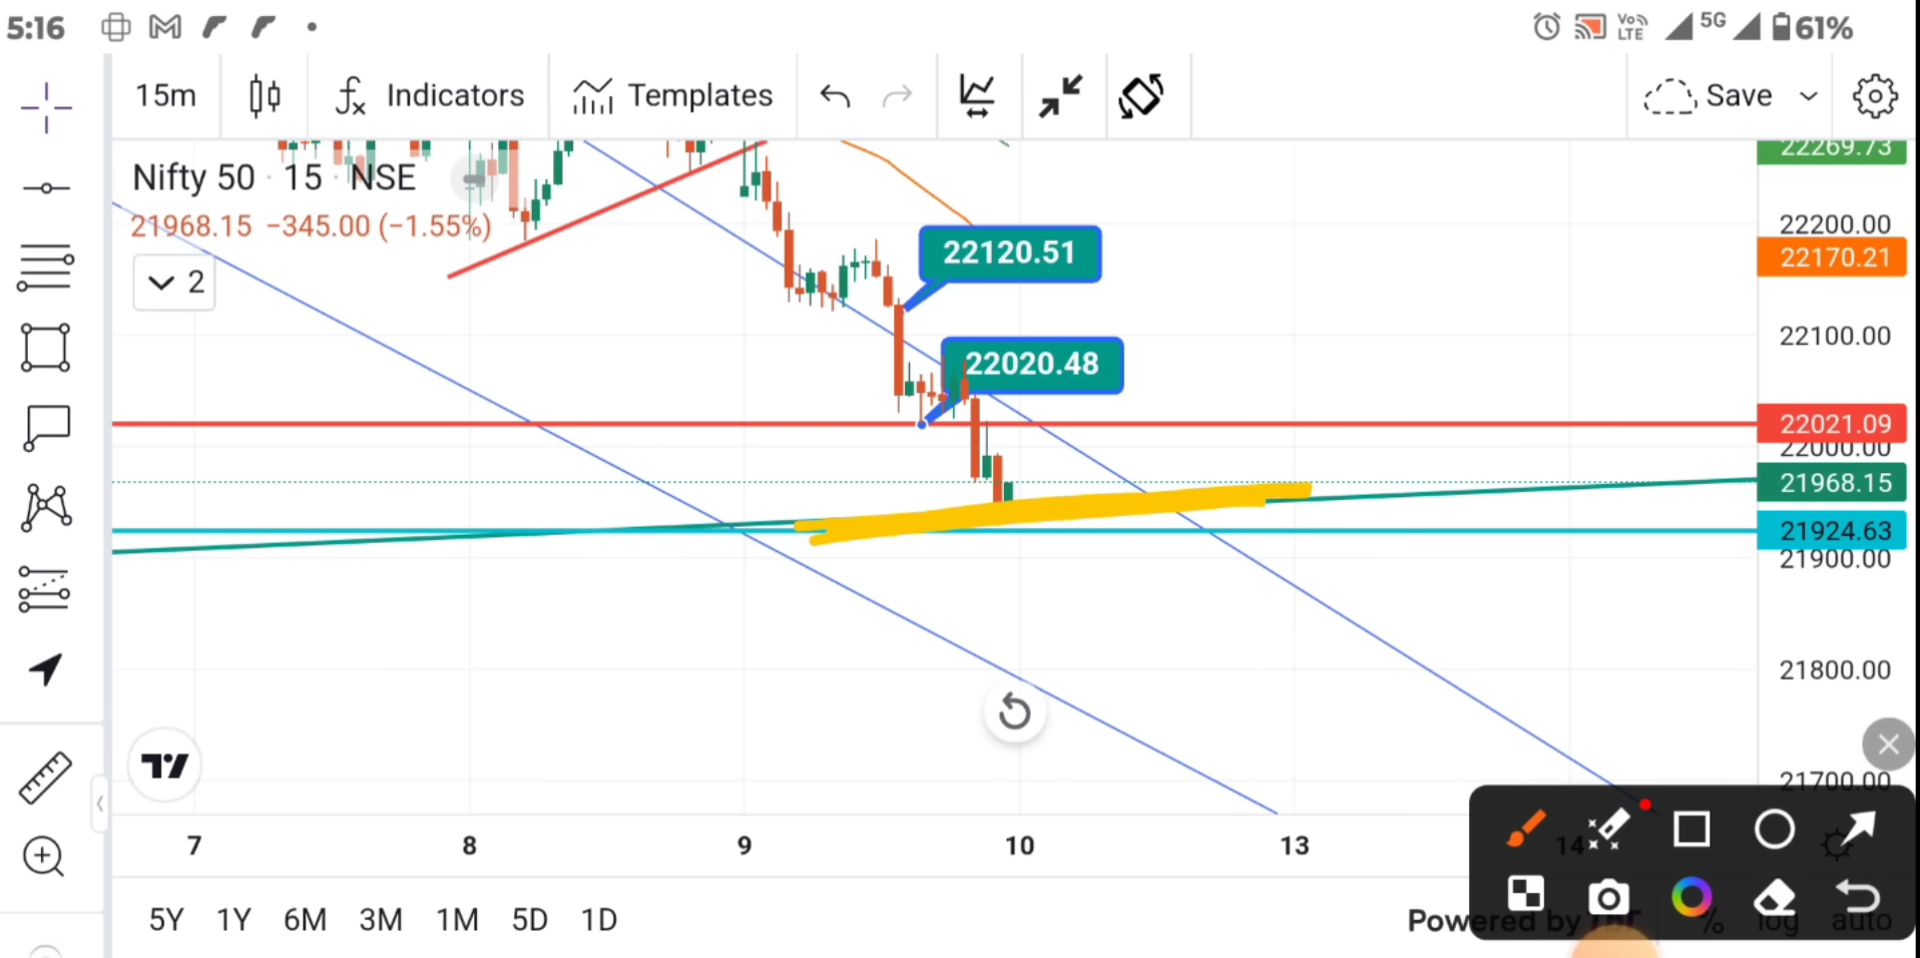 5:16
Vo))
LTE
5G
61%
15m
Indicators
Templates
Save
Nifty 50 · 15 · NSE
21968.15 −345.00 (−1.55%)
2
22120.51
22020.48
22269.73
22200.00
22170.21
22100.00
22021.09
22000.00
21968.15
21924.63
21900.00
21800.00
21700.00
7 8 9 10 13 14
5Y 1Y 6M 3M 1M 5D 1D
Powered by
% log auto